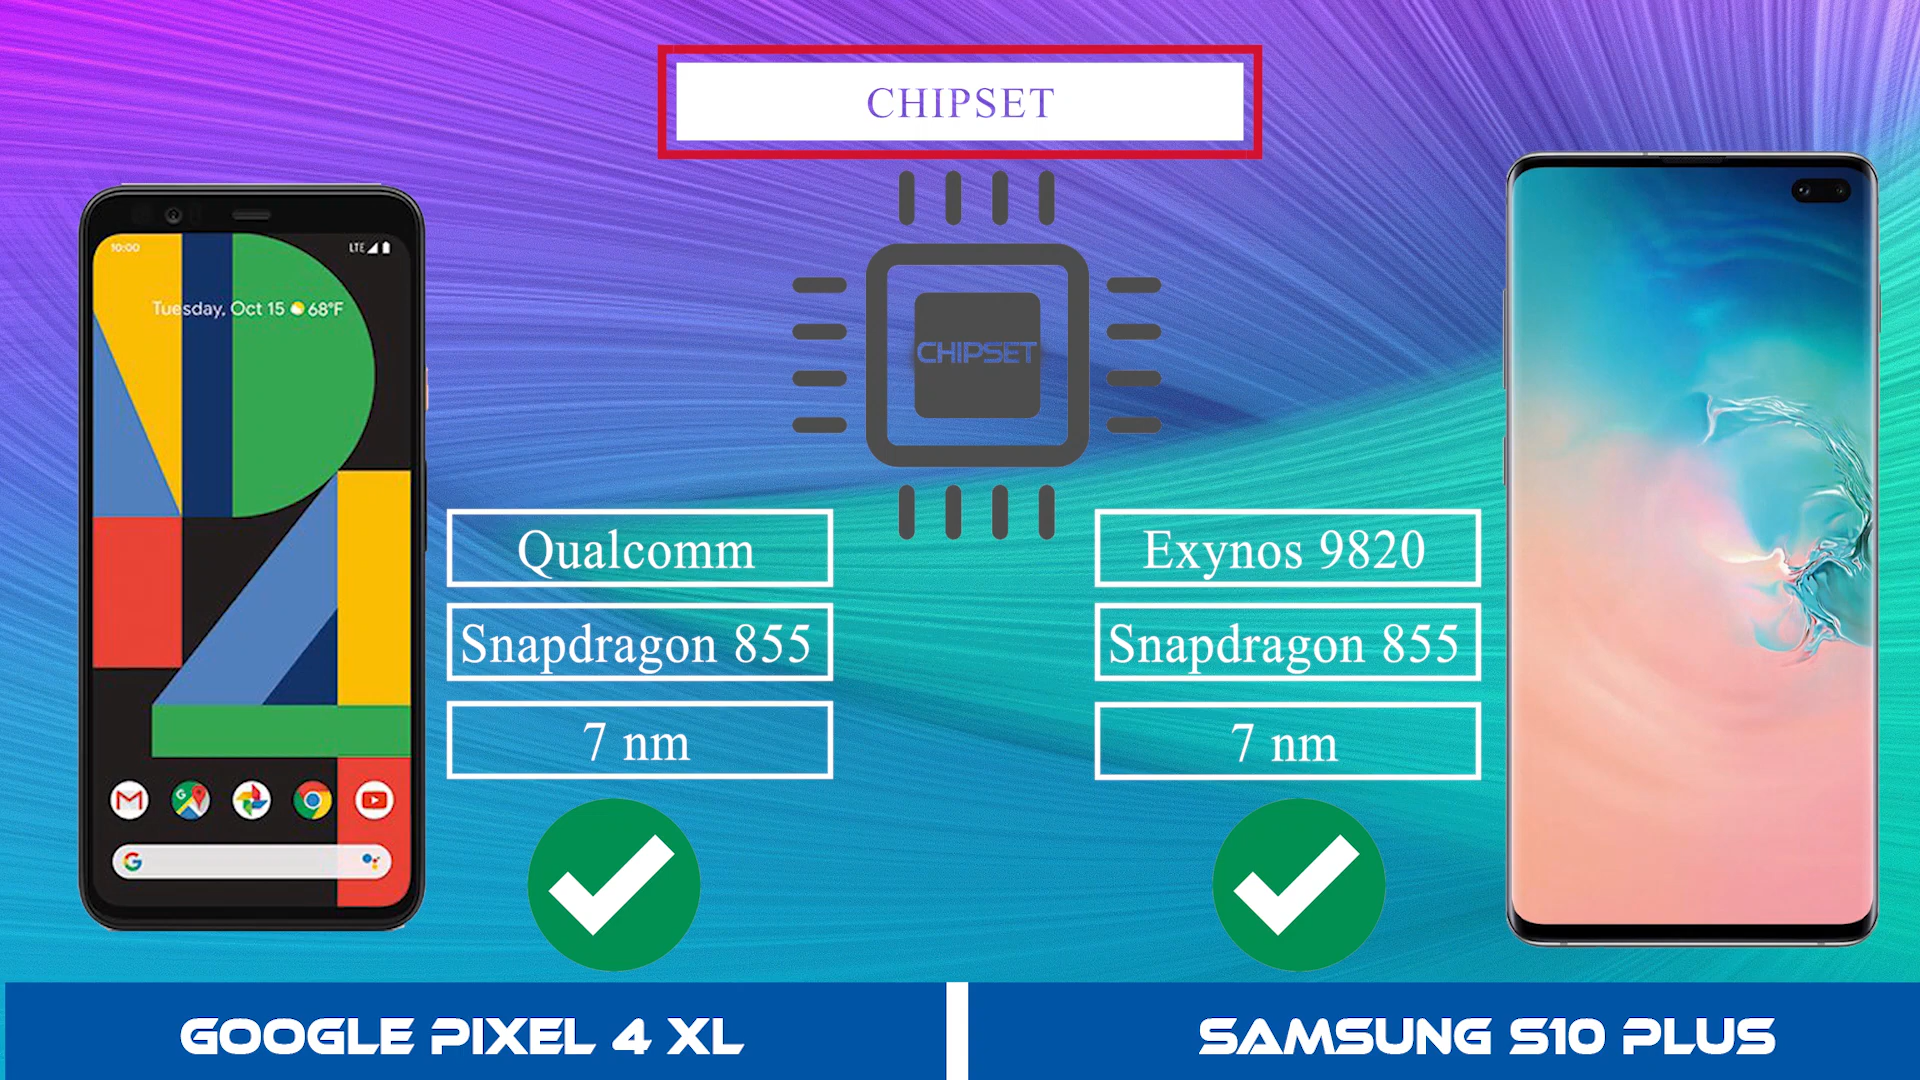 CHIPSET
CHIPSET
10:00
LTE
Tuesday, Oct 15 68°F
Qualcomm
Snapdragon 855
7 nm
Exynos 9820
Snapdragon 855
7 nm
GOOGLE PIXEL 4 XL
SAMSUNG S10 PLUS